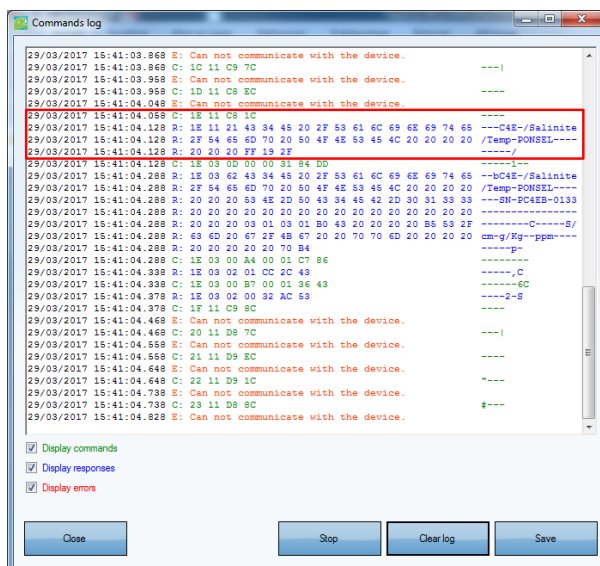 Commands log
29/03/2017 15:41:03.868 E: Can not communicate with the device.
29/03/2017 15:41:03.868 C: 1C 11 C9 7C ---|
29/03/2017 15:41:03.958 E: Can not communicate with the device.
29/03/2017 15:41:03.958 C: 1D 11 C8 EC ----
29/03/2017 15:41:04.048 E: Can not communicate with the device.
29/03/2017 15:41:04.058 C: 1E 11 C8 1C ----
29/03/2017 15:41:04.128 R: 1E 11 21 43 34 45 20 2F 53 61 6C 69 6E 69 74 65 ---C4E-/Salinite
29/03/2017 15:41:04.128 R: 2F 54 65 6D 70 20 50 4F 4E 53 45 4C 20 20 20 20 /Temp-PONSEL----
29/03/2017 15:41:04.128 R: 20 20 20 FF 19 2F -----/
29/03/2017 15:41:04.128 C: 1E 03 0D 00 00 31 84 DD -----1--
29/03/2017 15:41:04.288 R: 1E 03 62 43 34 45 20 2F 53 61 6C 69 6E 69 74 65 --bC4E-/Salinite
29/03/2017 15:41:04.288 R: 2F 54 65 6D 70 20 50 4F 4E 53 45 4C 20 20 20 20 /Temp-PONSEL----
29/03/2017 15:41:04.288 R: 20 20 20 53 4E 2D 50 43 34 45 42 2D 30 31 33 33 ---SN-PC4EB-0133
29/03/2017 15:41:04.288 R: 20 20 20 20 20 20 20 20 20 20 20 20 20 20 20 20 ----------------
29/03/2017 15:41:04.288 R: 20 20 20 03 01 03 01 B0 43 20 20 20 20 B5 53 2F --------C-----S/
29/03/2017 15:41:04.288 R: 63 6D 20 67 2F 4B 67 20 20 70 70 6D 20 20 20 20 cm-g/Kg--ppm----
29/03/2017 15:41:04.288 R: 20 20 20 20 20 70 B4 -----p-
29/03/2017 15:41:04.288 C: 1E 03 00 A4 00 01 C7 86 --------
29/03/2017 15:41:04.338 R: 1E 03 02 01 CC 2C 43 -----,C
29/03/2017 15:41:04.338 C: 1E 03 00 B7 00 01 36 43 ------6C
29/03/2017 15:41:04.378 R: 1E 03 02 00 32 AC 53 ----2-S
29/03/2017 15:41:04.378 C: 1F 11 C9 8C ----
29/03/2017 15:41:04.468 E: Can not communicate with the device.
29/03/2017 15:41:04.468 C: 20 11 D8 7C ---|
29/03/2017 15:41:04.558 E: Can not communicate with the device.
29/03/2017 15:41:04.558 C: 21 11 D9 EC ----
29/03/2017 15:41:04.648 E: Can not communicate with the device.
29/03/2017 15:41:04.648 C: 22 11 D9 1C "---
29/03/2017 15:41:04.738 E: Can not communicate with the device.
29/03/2017 15:41:04.738 C: 23 11 D8 8C #---
29/03/2017 15:41:04.828 E: Can not communicate with the device.
Display commands
Display responses
Display errors
Close Stop Clear log Save